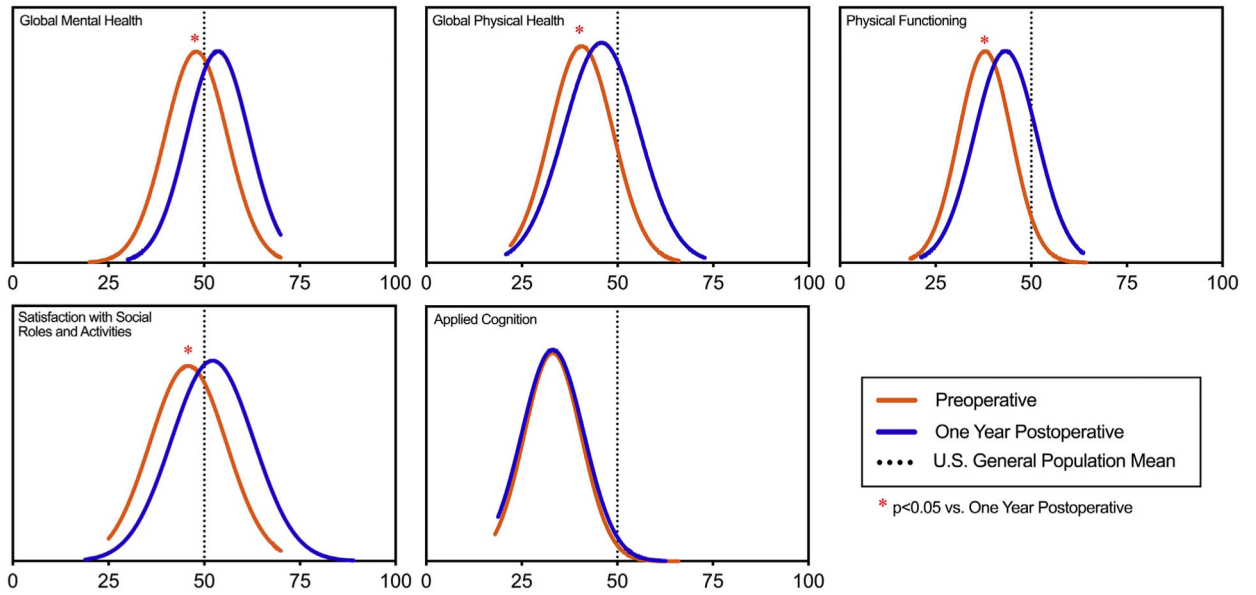 Global Mental Health
*
0 25 50 75 100
Global Physical Health
*
0 25 50 75 100
Physical Functioning
*
0 25 50 75 100
Satisfaction with Social
Roles and Activities
*
0 25 50 75 100
Applied Cognition
0 25 50 75 100
Preoperative
One Year Postoperative
U.S. General Population Mean
* p<0.05 vs. One Year Postoperative